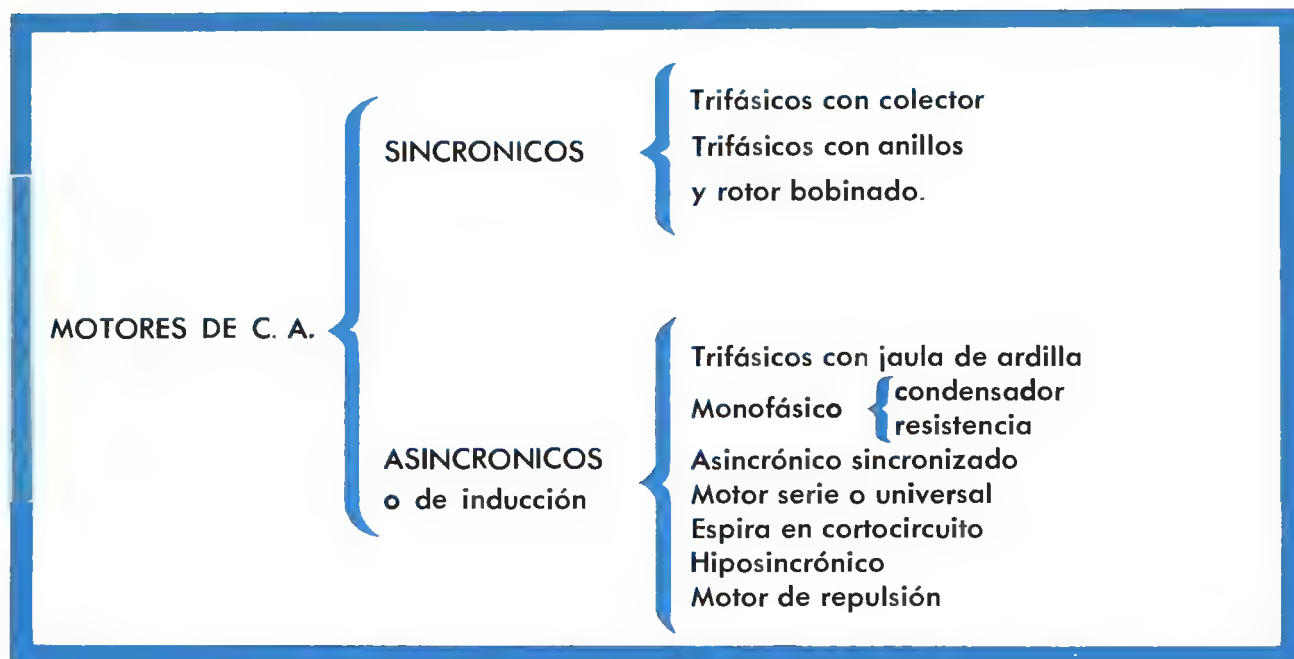 MOTORES DE C. A.
SINCRONICOS
Trifásicos con colector
Trifásicos con anillos
y rotor bobinado.
ASINCRONICOS
o de inducción
Trifásicos con jaula de ardilla
Monofásico
condensador
resistencia
Asincrónico sincronizado
Motor serie o universal
Espira en cortocircuito
Hiposincrónico
Motor de repulsión